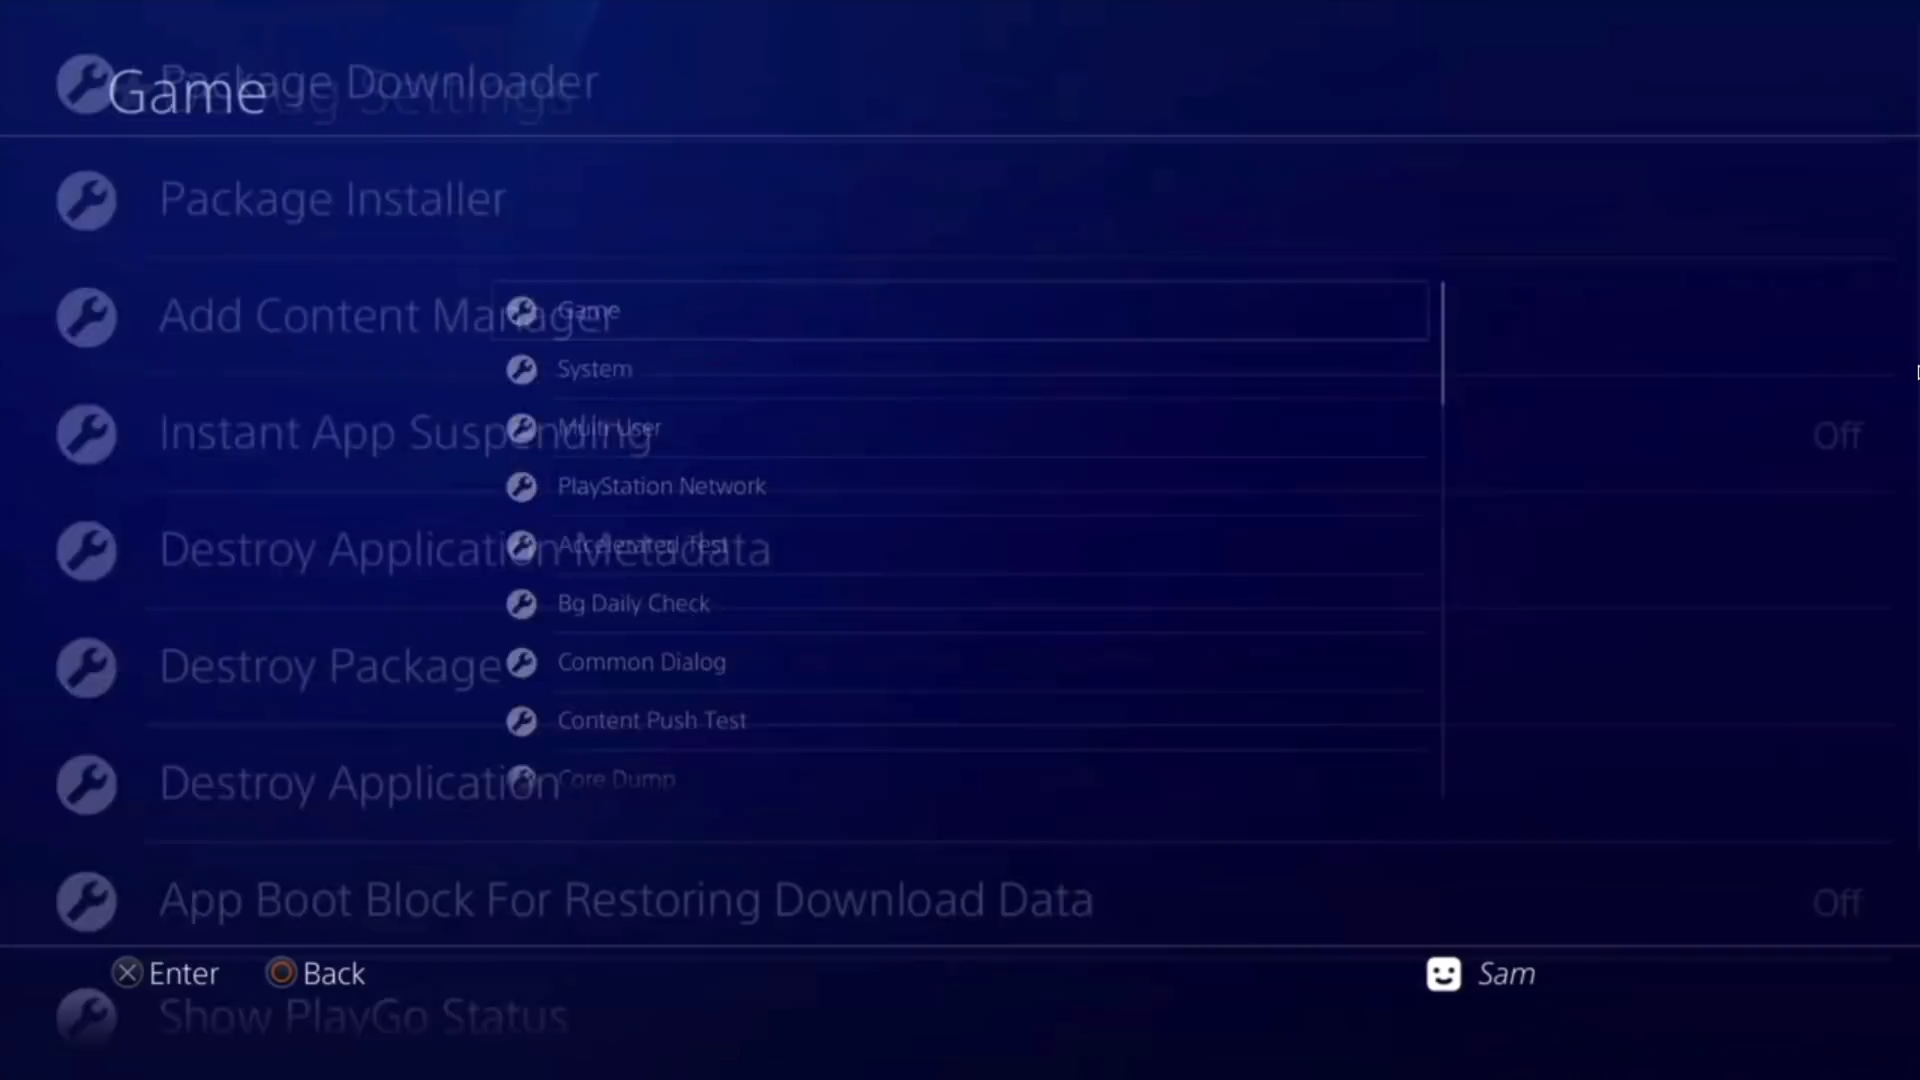 Package Downloader
Game
Debug Settings
Package Installer
Add Content Manager
Game
System
Instant App Suspending
Off
Multi User
PlayStation Network
Destroy Application Metadata
Accelerated Test
Bg Daily Check
Destroy Package
Common Dialog
Content Push Test
Destroy Application
Core Dump
App Boot Block For Restoring Download Data
Off
Enter
Back
Sam
Show PlayGo Status